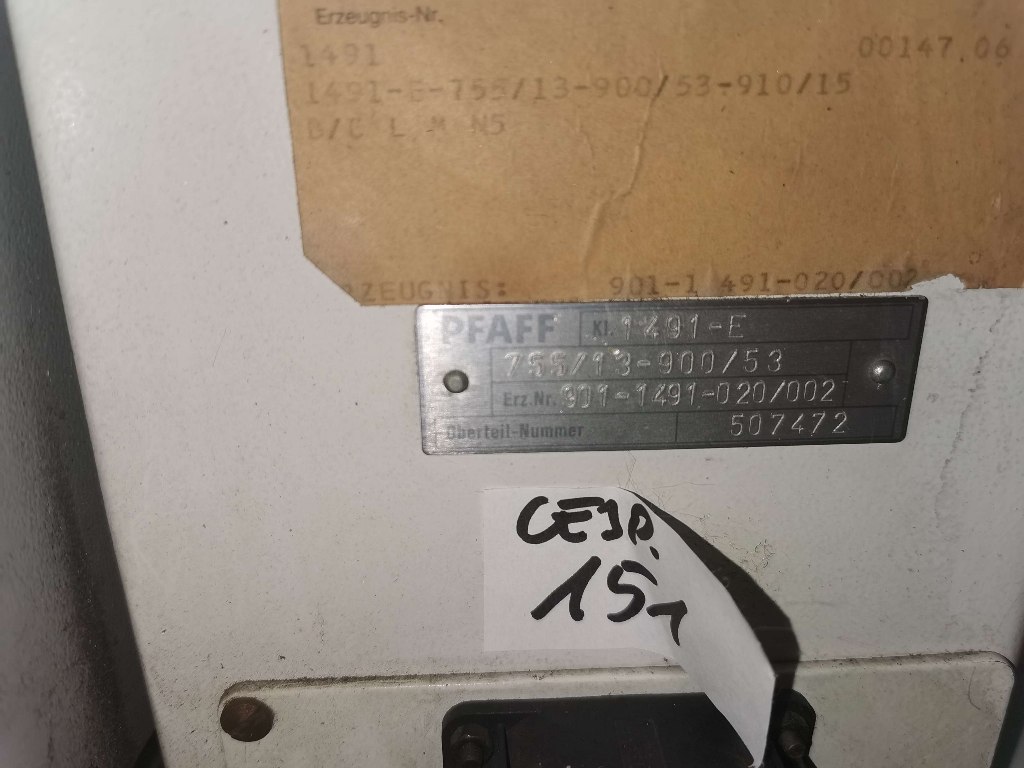 Erzeugnis-Nr.
1491 00147.06
1491-E-755/13-900/53-910/15
N5
ZEUGNIS: 901-1 491-020/002
PFAFF Kl. 1491-E
755/13-900/53
Erz.Nr. 901-1491-020/002
Oberteil-Nummer 507472
15,-